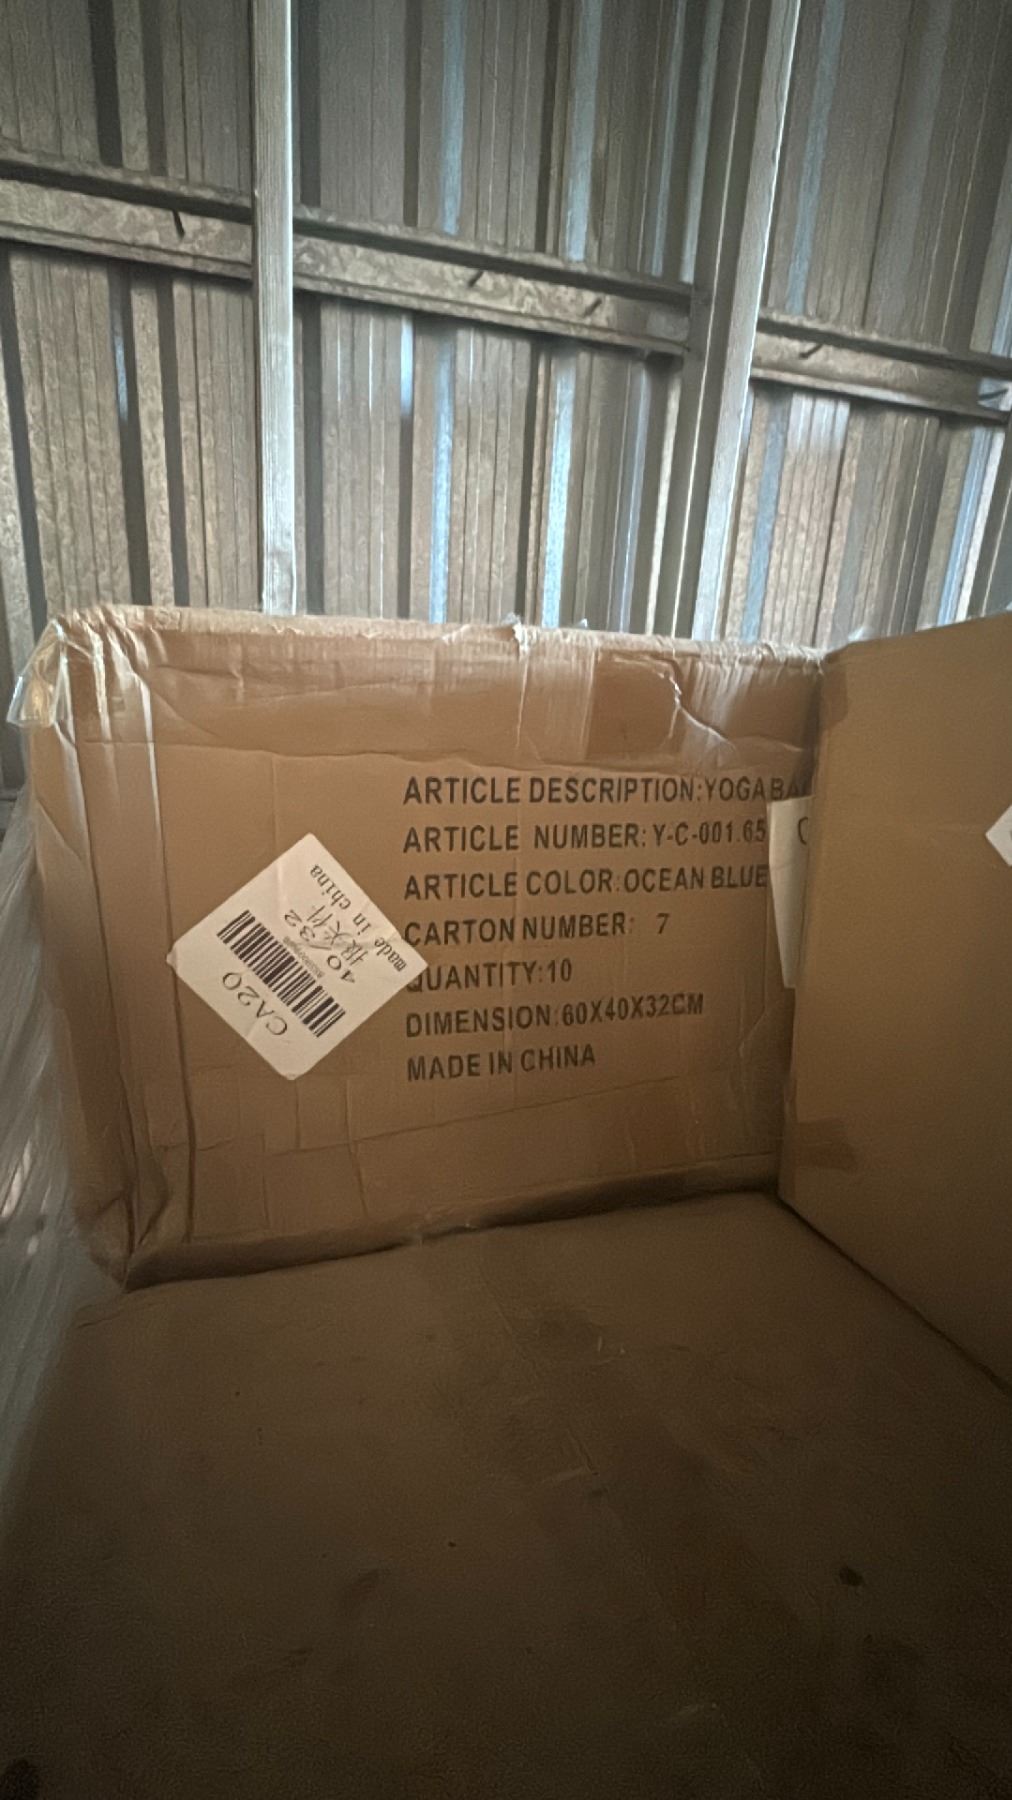 ARTICLE DESCRIPTION:YOGA
ARTICLE NUMBER:Y-C-001.65
ARTICLE COLOR:OCEAN BLUE
CARTON NUMBER: 7
QUANTITY:10
DIMENSION:60X40X32CM
MADE IN CHINA
CA20
made in china